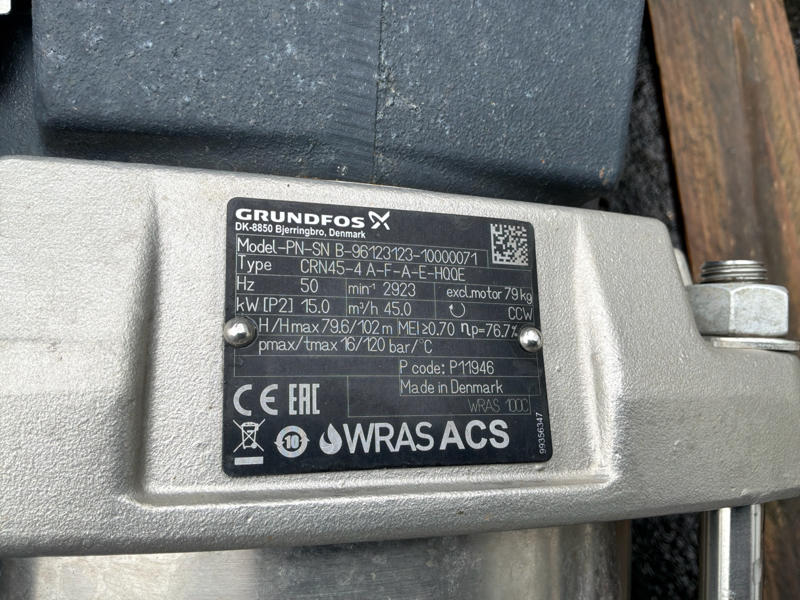 GRUNDFOS
DK-8850 Bjerringbro, Denmark
Model-PN-SN B-96123123-10000071
Type CRN45-4 A-F-A-E-HQQE
Hz 50 min⁻¹ 2923 excl.motor 79 kg
kW [P2] 15.0 m³/h 45.0 CCW
H/Hmax 79.6/102 m MEI≥0.70 ηp=76.7%
pmax/tmax 16/120 bar/°C
P code: P11946
Made in Denmark
WRAS 100C
CE EAC
10 WRAS ACS
99356347